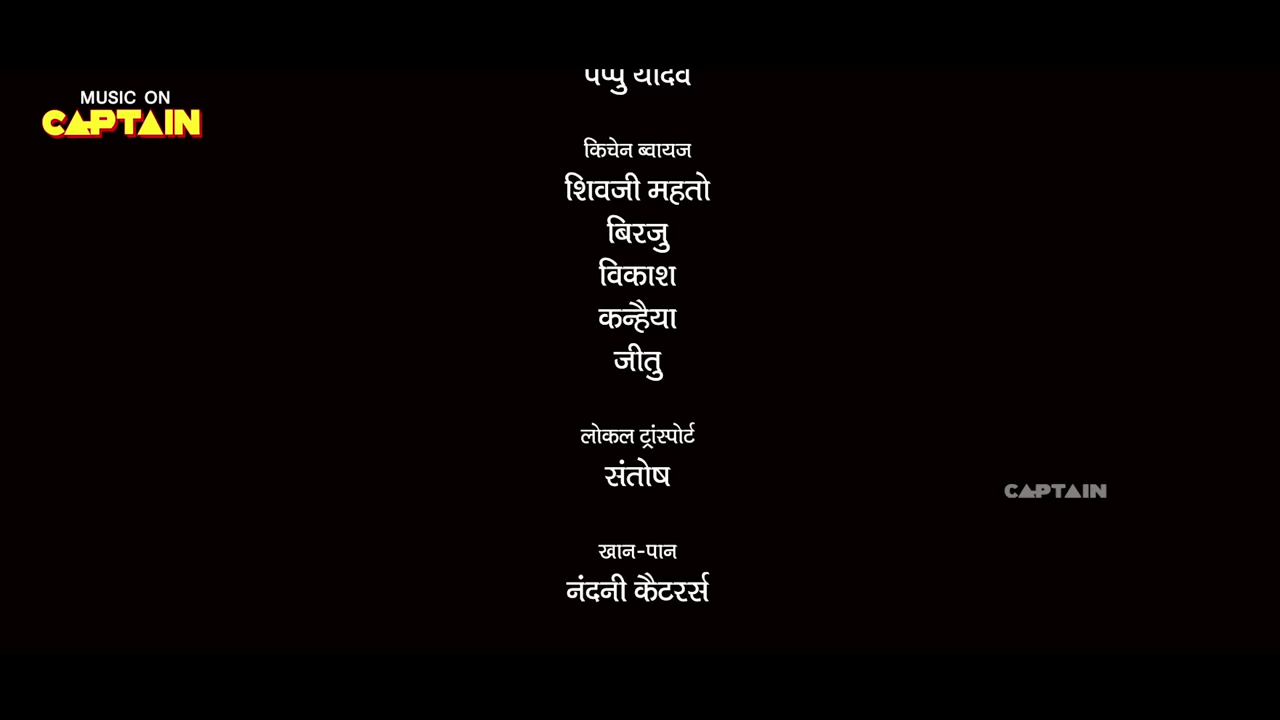 पप्पु यादव
MUSIC ON
CAPTAIN
किचेन ब्वायज
शिवजी महतो
बिरजु
विकाश
कन्हैया
जीतु
लोकल ट्रांस्पोर्ट
संतोष
CAPTAIN
खान-पान
नंदनी कैटरर्स